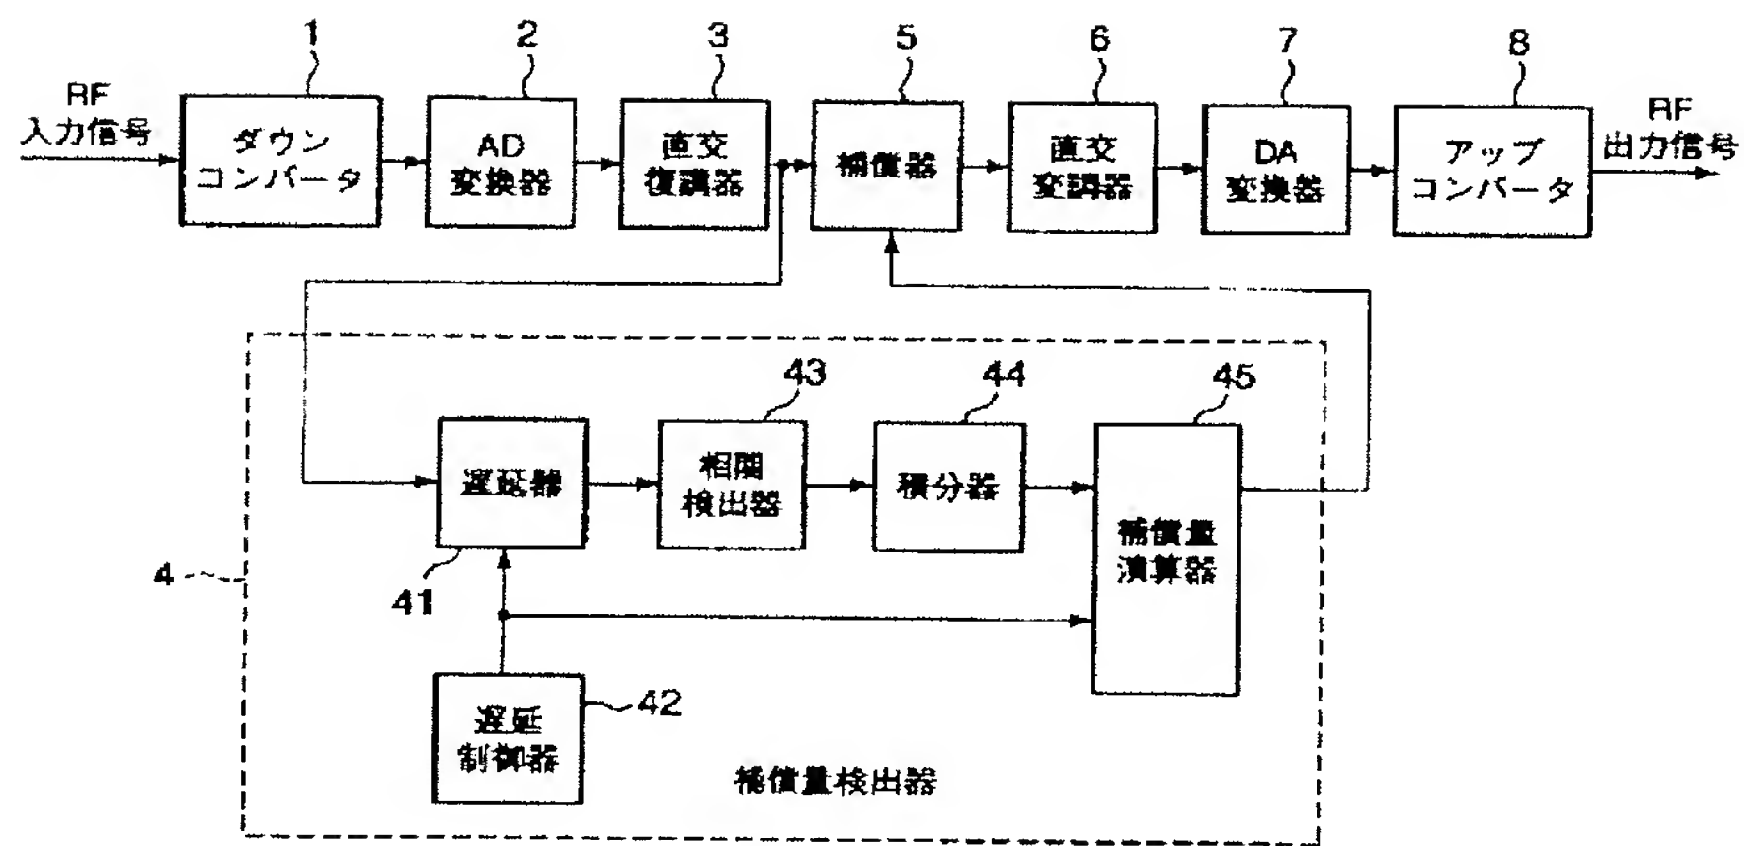 1
2
3
5
6
7
8
RF
入力信号
ダウン
コンバータ
AD
変換器
直交
復調器
補償器
直交
変調器
DA
変換器
アップ
コンバータ
RF
出力信号
43
44
45
遅延器
相関
検出器
積分器
補償量
演算器
4
41
42
遅延
制御器
補償量検出器